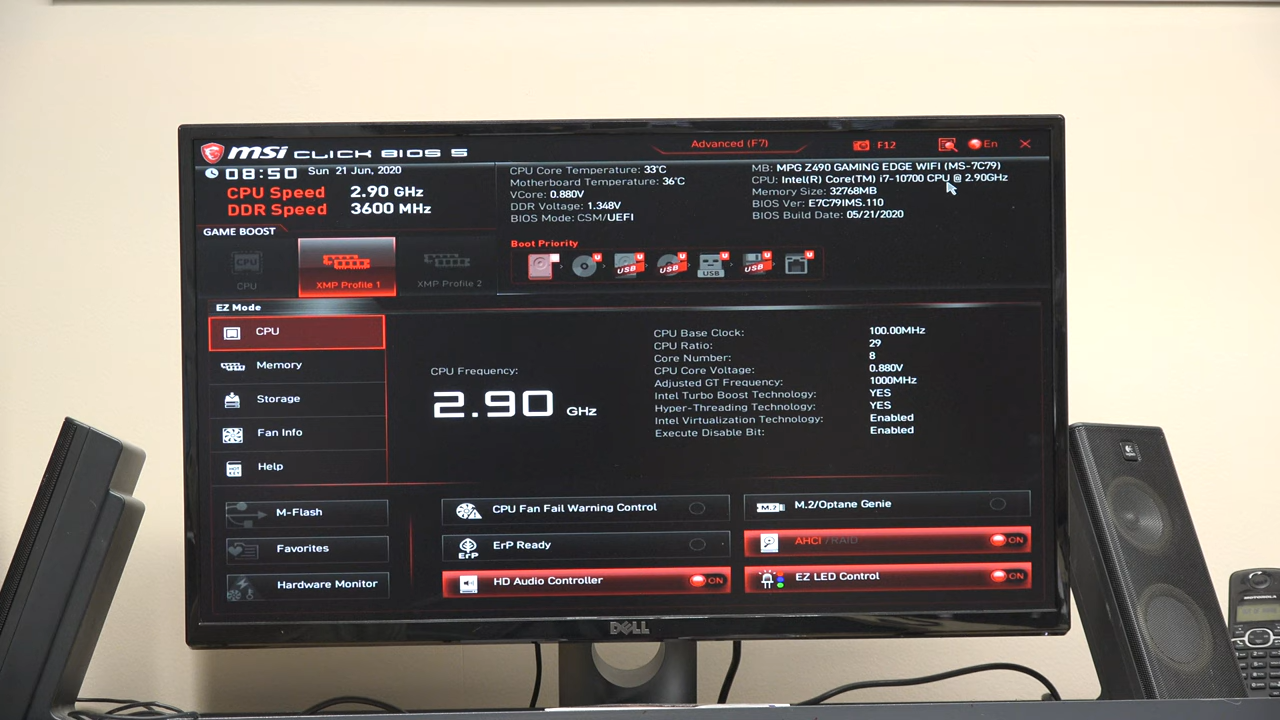 msi CLICK BIOS 5
Advanced (F7)
F12
En
X
08:50 Sun 21 Jun, 2020
CPU Speed 2.90 GHz
DDR Speed 3600 MHz
CPU Core Temperature: 33°C
Motherboard Temperature: 36°C
VCore: 0.880V
DDR Voltage: 1.348V
BIOS Mode: CSM/UEFI
MB: MPG Z490 GAMING EDGE WIFI (MS-7C79)
CPU: Intel(R) Core(TM) i7-10700 CPU @ 2.90GHz
Memory Size: 32768MB
BIOS Ver: E7C79IMS.110
BIOS Build Date: 05/21/2020
GAME BOOST
CPU
CPU
XMP Profile 1
XMP Profile 2
Boot Priority
U U U U U U
USB USB USB
EZ Mode
CPU
Memory
Storage
Fan Info
Help
CPU Frequency:
2.90 GHz
CPU Base Clock: 100.00MHz
CPU Ratio: 29
Core Number: 8
CPU Core Voltage: 0.880V
Adjusted GT Frequency: 1000MHz
Intel Turbo Boost Technology: YES
Hyper-Threading Technology: YES
Intel Virtualization Technology: Enabled
Execute Disable Bit: Enabled
M-Flash
Favorites
Hardware Monitor
CPU Fan Fail Warning Control
ErP
ErP Ready
HD Audio Controller ON
M.2
M.2/Optane Genie
AHCI /RAID ON
EZ LED Control ON
DELL
MOTOROLA